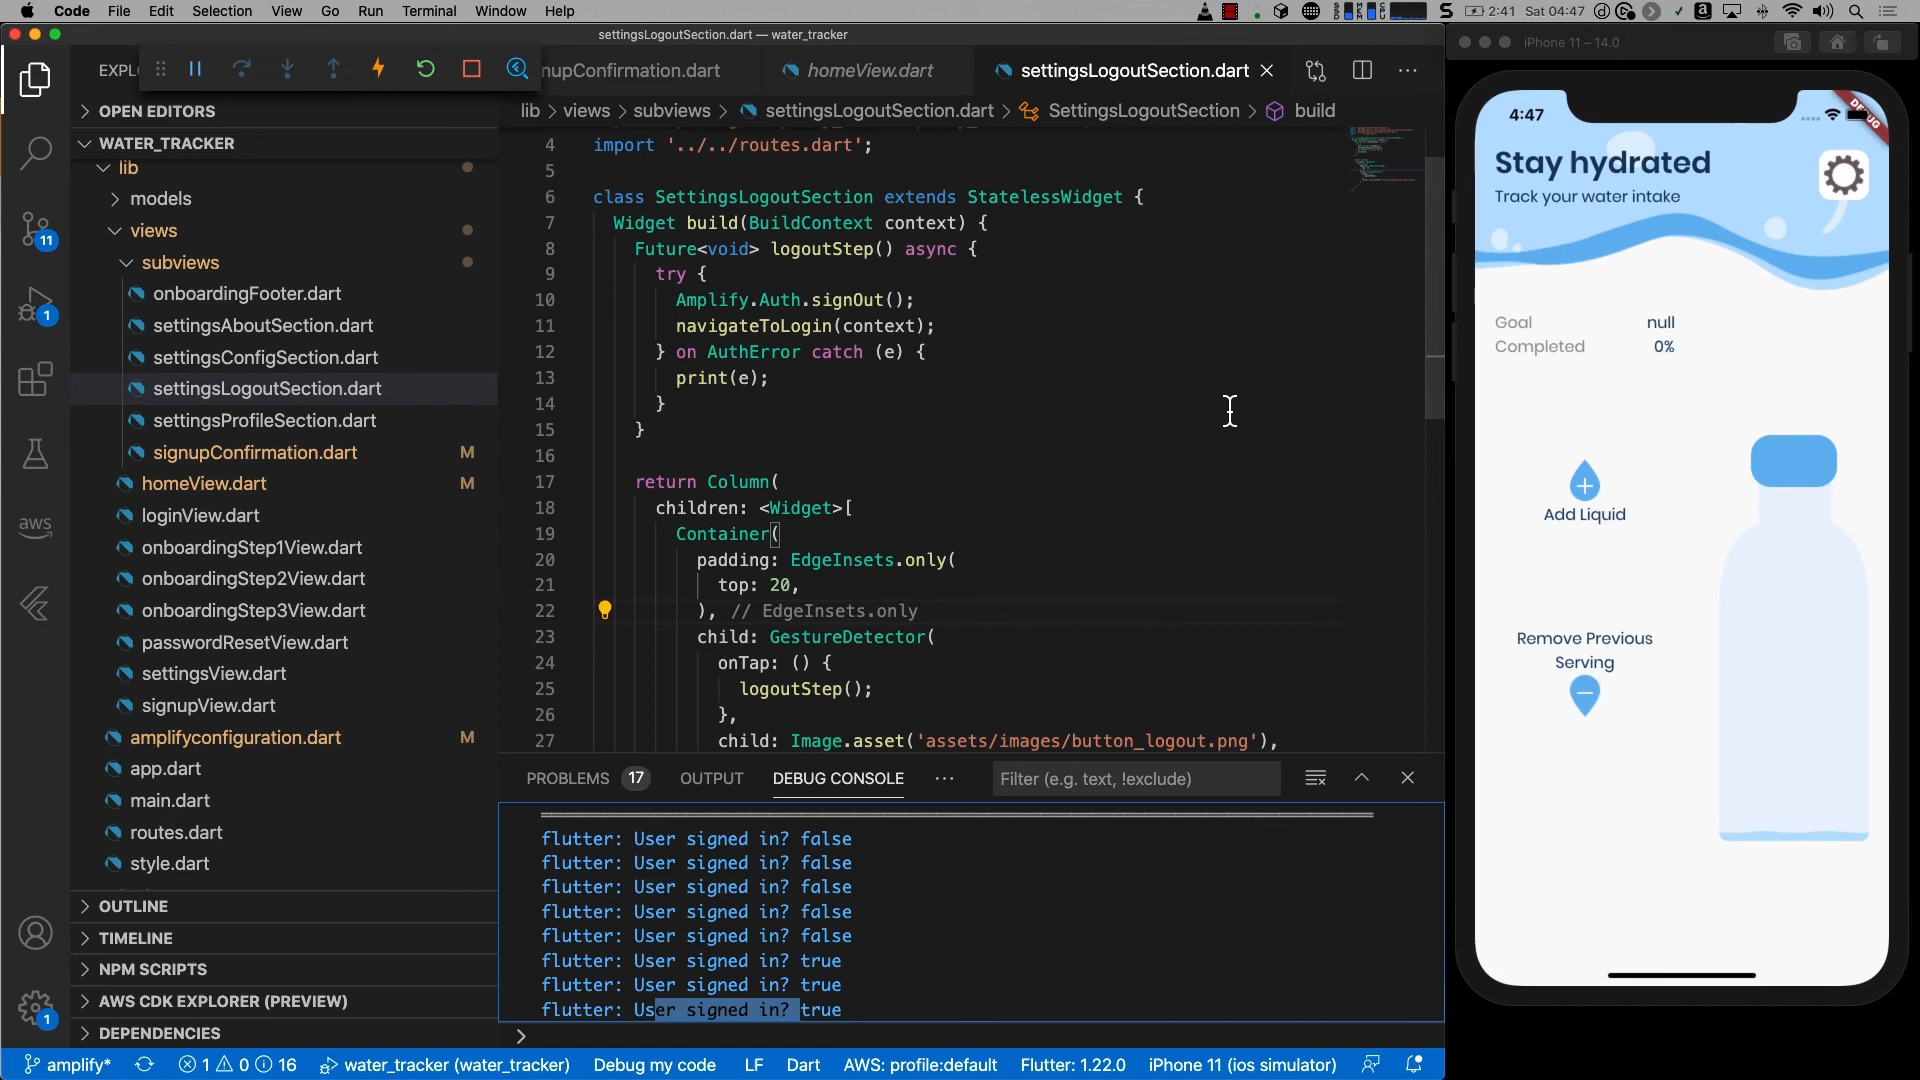 Code File Edit Selection View Go Run Terminal Window Help
2:41 Sat 04:47
settingsLogoutSection.dart — water_tracker
iPhone 11 – 14.0
nupConfirmation.dart homeView.dart settingsLogoutSection.dart
lib > views > subviews > settingsLogoutSection.dart > SettingsLogoutSection > build
OPEN EDITORS
WATER_TRACKER
lib
models
views
subviews
onboardingFooter.dart
settingsAboutSection.dart
settingsConfigSection.dart
settingsLogoutSection.dart
settingsProfileSection.dart
signupConfirmation.dart M
homeView.dart M
loginView.dart
onboardingStep1View.dart
onboardingStep2View.dart
onboardingStep3View.dart
passwordResetView.dart
settingsView.dart
signupView.dart
amplifyconfiguration.dart M
app.dart
main.dart
routes.dart
style.dart
OUTLINE
TIMELINE
NPM SCRIPTS
AWS CDK EXPLORER (PREVIEW)
DEPENDENCIES
11
1
aws
1
4 import '../../routes.dart';
5
6 class SettingsLogoutSection extends StatelessWidget {
7 Widget build(BuildContext context) {
8 Future<void> logoutStep() async {
9 try {
10 Amplify.Auth.signOut();
11 navigateToLogin(context);
12 } on AuthError catch (e) {
13 print(e);
14 }
15 }
16
17 return Column(
18 children: <Widget>[
19 Container(
20 padding: EdgeInsets.only(
21 top: 20,
22 ), // EdgeInsets.only
23 child: GestureDetector(
24 onTap: () {
25 logoutStep();
26 },
27 child: Image.asset('assets/images/button_logout.png'),
PROBLEMS 17 OUTPUT DEBUG CONSOLE ··· Filter (e.g. text, !exclude)
flutter: User signed in? false
flutter: User signed in? false
flutter: User signed in? false
flutter: User signed in? false
flutter: User signed in? false
flutter: User signed in? true
flutter: User signed in? true
flutter: User signed in? true
>
amplify* 1 0 16 water_tracker (water_tracker) Debug my code LF Dart AWS: profile:default Flutter: 1.22.0 iPhone 11 (ios simulator)
4:47
DEBUG
Stay hydrated
Track your water intake
Goal null
Completed 0%
Add Liquid
Remove Previous
Serving